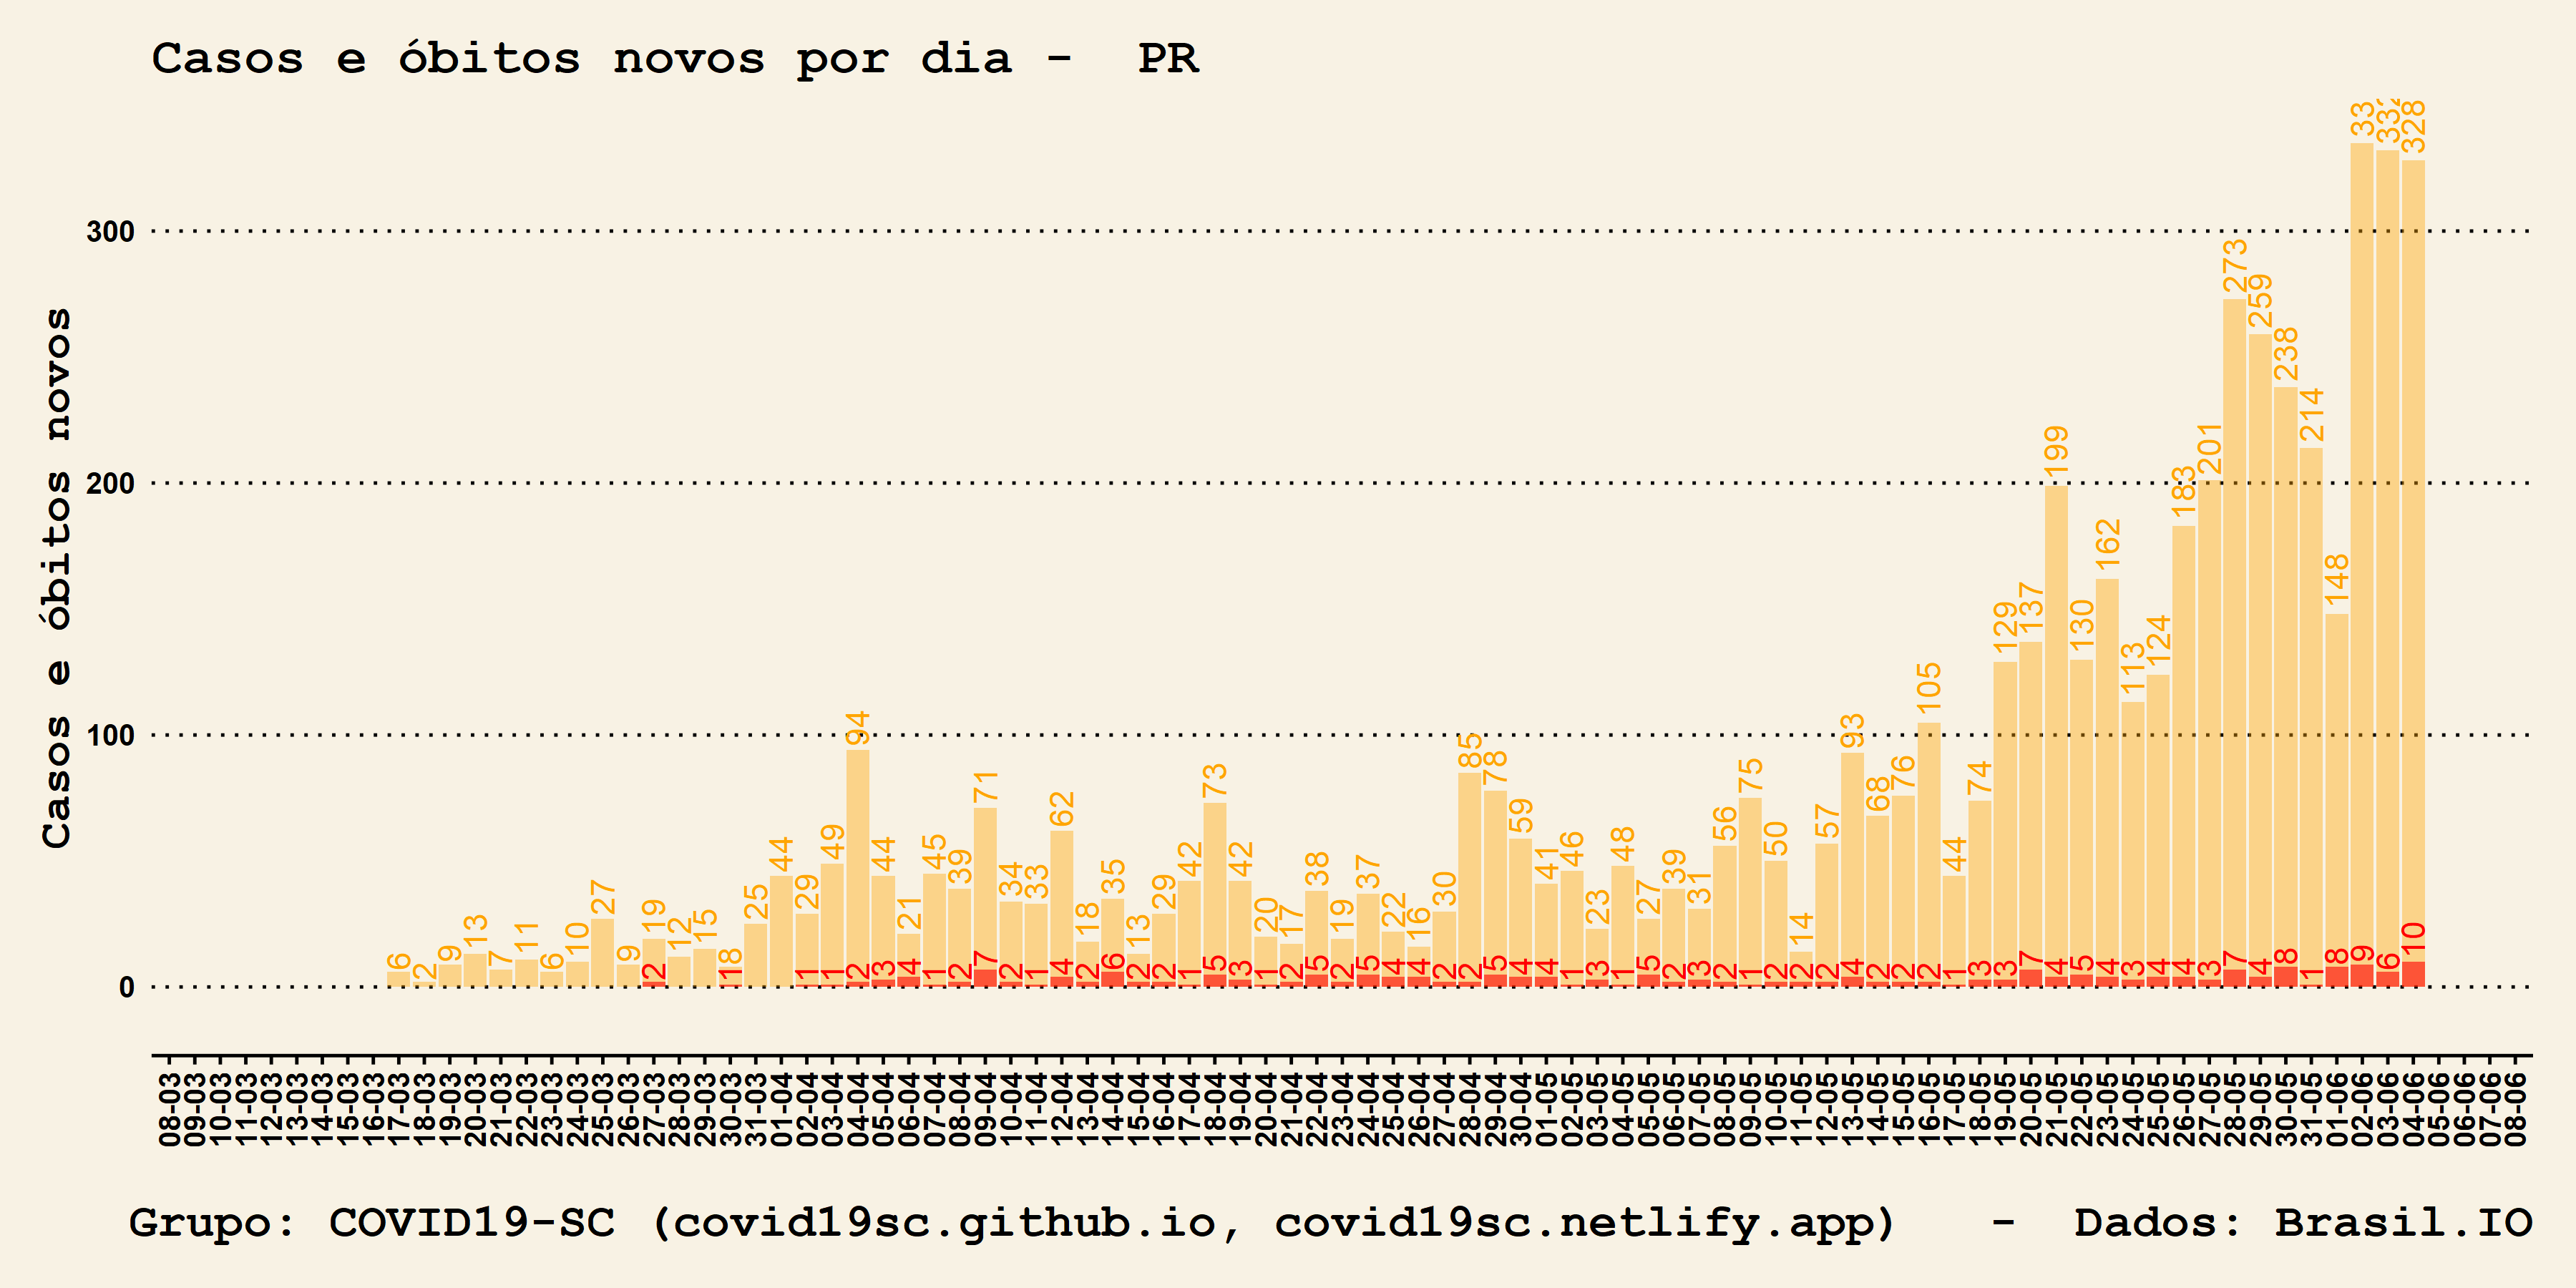 Casos e óbitos novos por dia -  PR
Casos e óbitos novos
300
200
100
0
6 2 9 13 7 11 6 10 27 9 19 12 15 8 25 44 29 49 94 44 21 45 39 71 34 33 62 18 35 13 29 42 73 42 20 17 38 19 37 22 16 30 85 78 59 41 46 23 48 27 39 31 56 75 50 14 57 93 68 76 105 44 74 129 137 199 130 162 113 124 183 201 273 259 238 214 148 332 328
2 1 1 1 2 3 4 1 2 7 2 1 4 2 6 2 2 1 5 3 1 2 5 2 5 4 4 2 2 5 4 4 1 3 1 5 2 3 2 1 2 2 2 4 2 2 2 1 3 3 7 4 5 4 3 4 4 3 7 4 8 1 8 9 6 10
08-03 09-03 10-03 11-03 12-03 13-03 14-03 15-03 16-03 17-03 18-03 19-03 20-03 21-03 22-03 23-03 24-03 25-03 26-03 27-03 28-03 29-03 30-03 31-03 01-04 02-04 03-04 04-04 05-04 06-04 07-04 08-04 09-04 10-04 11-04 12-04 13-04 14-04 15-04 16-04 17-04 18-04 19-04 20-04 21-04 22-04 23-04 24-04 25-04 26-04 27-04 28-04 29-04 30-04 01-05 02-05 03-05 04-05 05-05 06-05 07-05 08-05 09-05 10-05 11-05 12-05 13-05 14-05 15-05 16-05 17-05 18-05 19-05 20-05 21-05 22-05 23-05 24-05 25-05 26-05 27-05 28-05 29-05 30-05 31-05 01-06 02-06 03-06 04-06 05-06 06-06 07-06 08-06
Grupo: COVID19-SC (covid19sc.github.io, covid19sc.netlify.app)   -  Dados: Brasil.IO